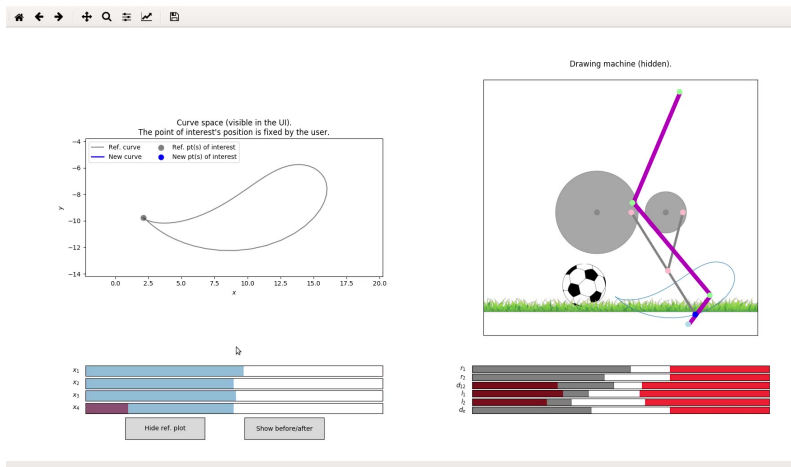 Drawing machine (hidden).
Curve space (visible in the UI).
The point of interest's position is fixed by the user.
Ref. curve
Ref. pt(s) of interest
New curve
New pt(s) of interest
−4
−6
−8
−10
−12
−14
y
0.0 2.5 5.0 7.5 10.0 12.5 15.0 17.5 20.0
x
x1
x2
x3
x4
Hide ref. plot
Show before/after
r1
r2
d12
l1
l2
de